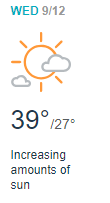 WED 9/12
39°/27°
Increasing
amounts of
sun